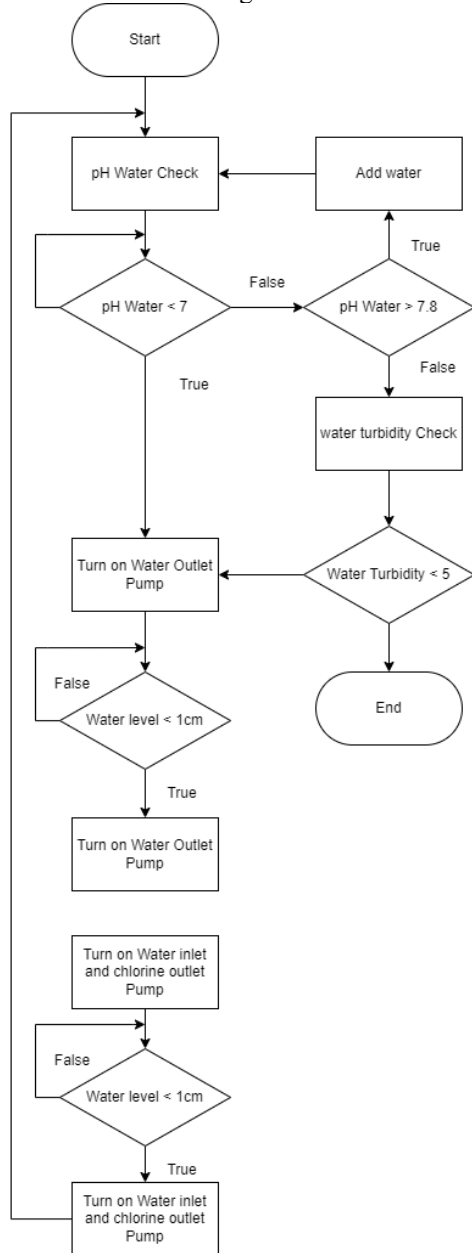 Start
pH Water Check
Add water
True
False
pH Water < 7
pH Water > 7.8
False
True
water turbidity Check
Turn on Water Outlet
Pump
Water Turbidity < 5
False
Water level < 1cm
End
True
Turn on Water Outlet
Pump
Turn on Water inlet
and chlorine outlet
Pump
False
Water level < 1cm
True
Turn on Water inlet
and chlorine outlet
Pump